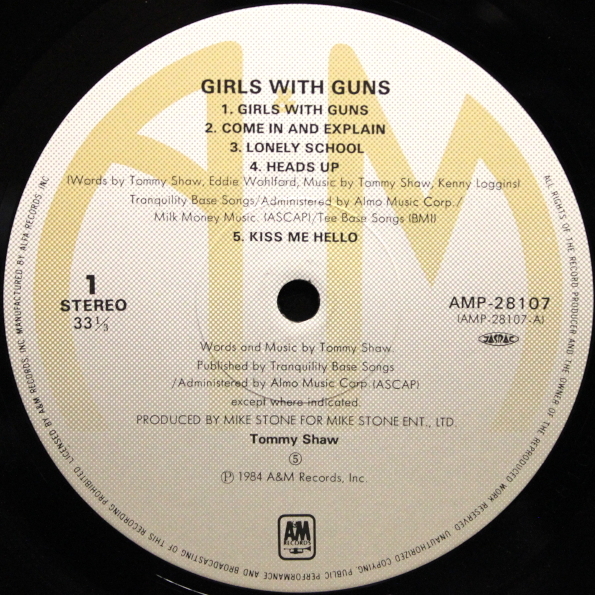 GIRLS WITH GUNS
1. GIRLS WITH GUNS
2. COME IN AND EXPLAIN
3. LONELY SCHOOL
4. HEADS UP
(Words by Tommy Shaw, Eddie Wohlford, Music by Tommy Shaw, Kenny Loggins)
Tranquility Base Songs/Administered by Almo Music Corp./
Milk Money Music. (ASCAP)/Tee Base Songs (BMI)
5. KISS ME HELLO
1
STEREO
33⅓
AMP-28107
(AMP-28107-A)
JASRAC
Words and Music by Tommy Shaw.
Published by Tranquility Base Songs
/Administered by Almo Music Corp.(ASCAP)
except where indicated.
PRODUCED BY MIKE STONE FOR MIKE STONE ENT., LTD.
Tommy Shaw
⑤
Ⓟ 1984 A&M Records, Inc.
A&M
RECORDS
ALL RIGHTS OF THE RECORD PRODUCER AND THE OWNER OF THE REPRODUCED WORK RESERVED. UNAUTHORIZED COPYING, PUBLIC PERFORMANCE AND BROADCASTING OF THIS RECORDING PROHIBITED. LICENSED BY A&M RECORDS, INC. MANUFACTURED BY ALFA RECORDS, INC.